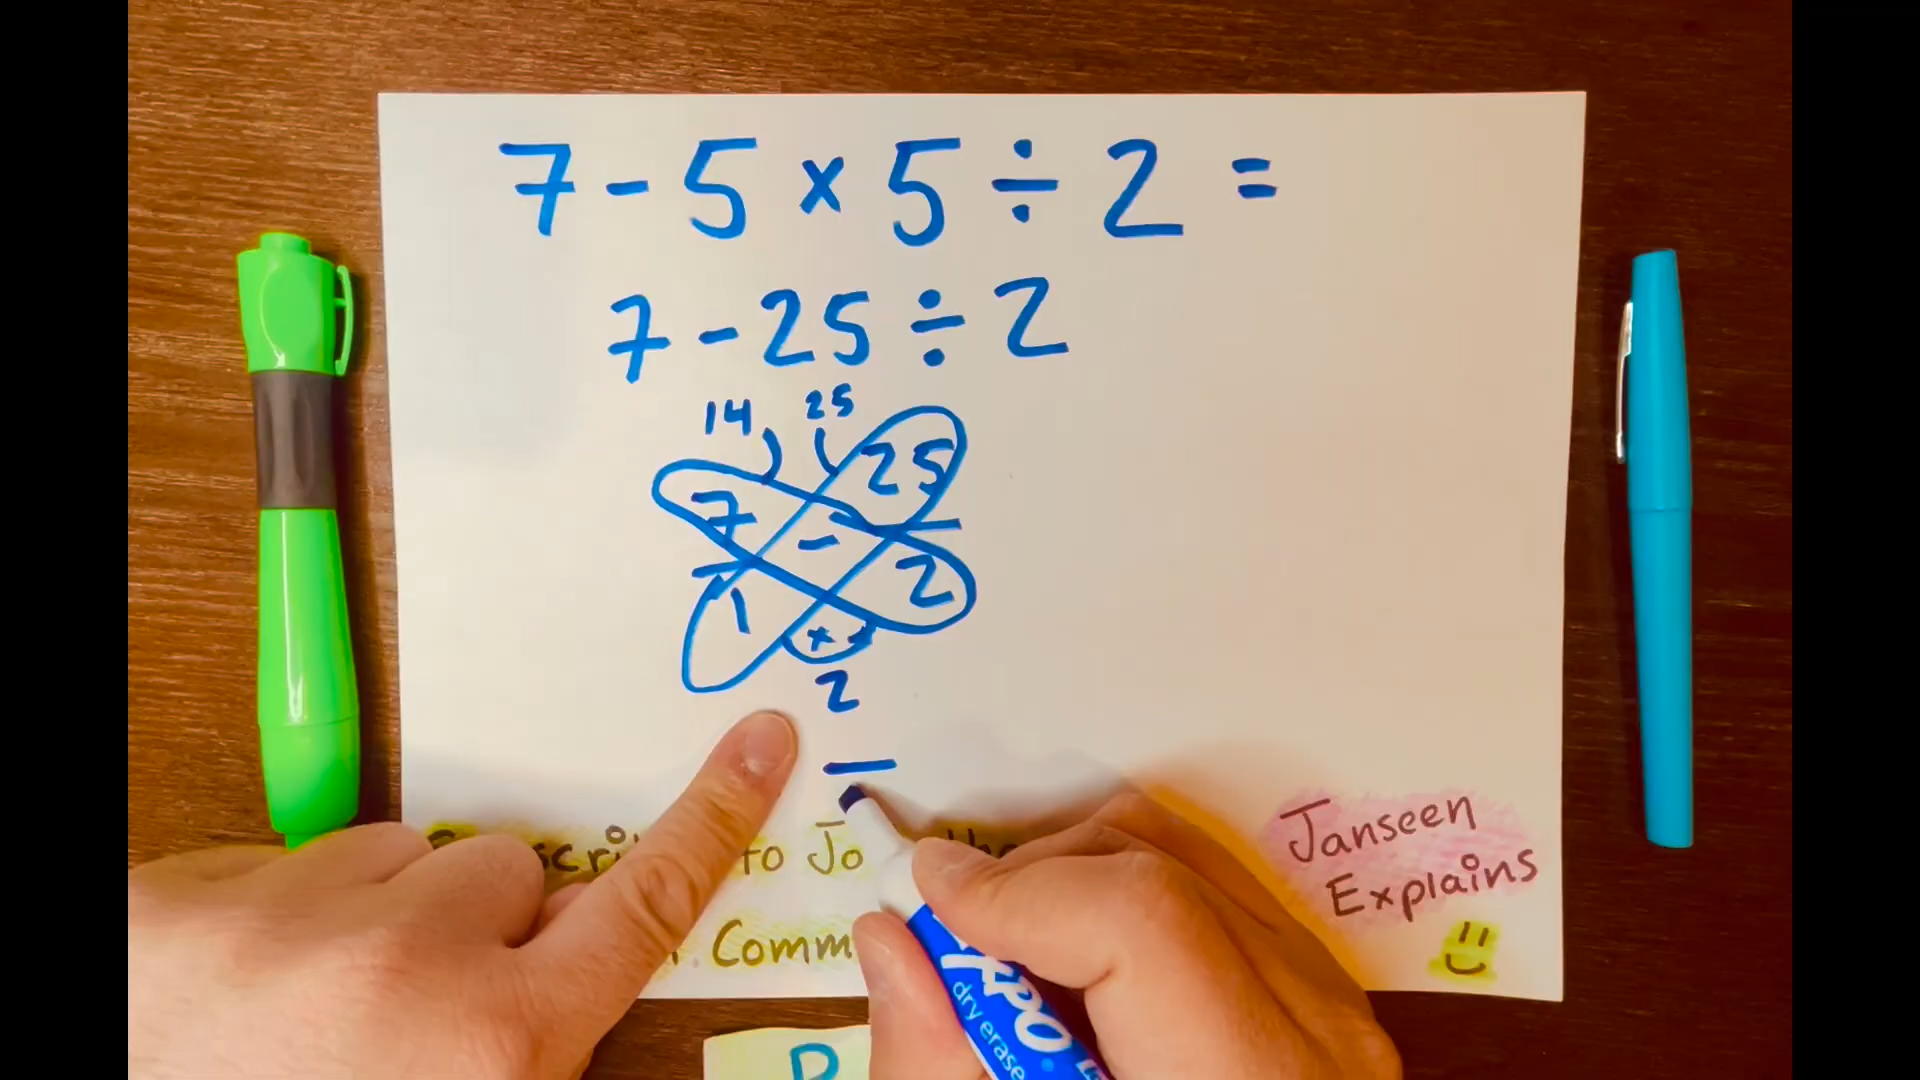 7 - 5 × 5 ÷ 2 =
7 - 25 ÷ 2
14 25
7 - 25
1 2
×
2
to Jo
Comm
Janseen
Explains
EXPO
dry erase